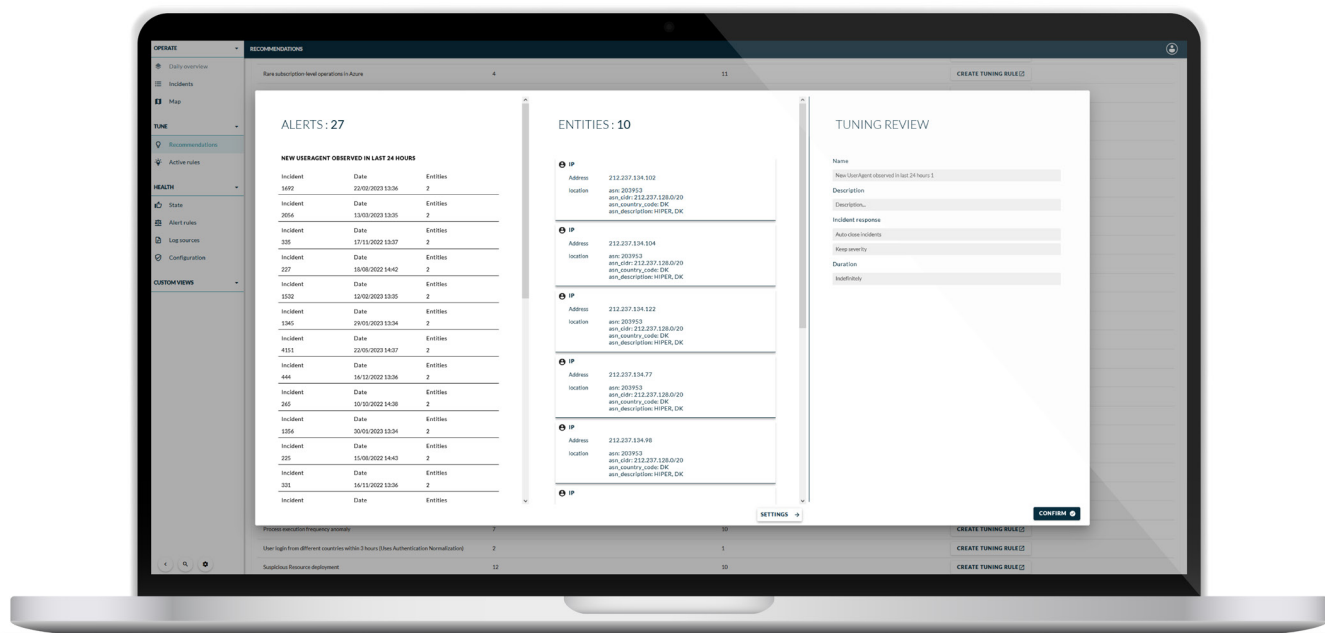 OPERATE
Daily overview
Incidents
Map
TUNE
Recommendations
Active rules
HEALTH
State
Alert rules
Log sources
Configuration
CUSTOM VIEWS
RECOMMENDATIONS
Rare subscription-level operations in Azure 4 11 CREATE TUNING RULE
ALERTS : 27
NEW USERAGENT OBSERVED IN LAST 24 HOURS
Incident Date Entities
1692 22/02/2023 13:36 2
Incident Date Entities
2056 13/03/2023 13:35 2
Incident Date Entities
335 17/11/2022 13:37 2
Incident Date Entities
227 18/08/2022 14:42 2
Incident Date Entities
1532 12/02/2023 13:35 2
Incident Date Entities
1345 29/01/2023 13:34 2
Incident Date Entities
4151 22/05/2023 14:37 2
Incident Date Entities
444 16/12/2022 13:36 2
Incident Date Entities
265 10/10/2022 14:38 2
Incident Date Entities
1356 30/01/2023 13:34 2
Incident Date Entities
225 15/08/2022 14:43 2
Incident Date Entities
331 16/11/2022 13:36 2
Incident Date Entities
ENTITIES : 10
IP
Address 212.237.134.102
location asn: 203953
asn_cidr: 212.237.128.0/20
asn_country_code: DK
asn_description: HIPER, DK
IP
Address 212.237.134.104
location asn: 203953
asn_cidr: 212.237.128.0/20
asn_country_code: DK
asn_description: HIPER, DK
IP
Address 212.237.134.122
location asn: 203953
asn_cidr: 212.237.128.0/20
asn_country_code: DK
asn_description: HIPER, DK
IP
Address 212.237.134.77
location asn: 203953
asn_cidr: 212.237.128.0/20
asn_country_code: DK
asn_description: HIPER, DK
IP
Address 212.237.134.98
location asn: 203953
asn_cidr: 212.237.128.0/20
asn_country_code: DK
asn_description: HIPER, DK
IP
SETTINGS
TUNING REVIEW
Name
New UserAgent observed in last 24 hours 1
Description
Description...
Incident response
Auto close incidents
Keep severity
Duration
Indefinitely
CONFIRM
Process execution frequency anomaly 7 10 CREATE TUNING RULE
User login from different countries within 3 hours (Uses Authentication Normalization) 2 1 CREATE TUNING RULE
Suspicious Resource deployment 12 10 CREATE TUNING RULE